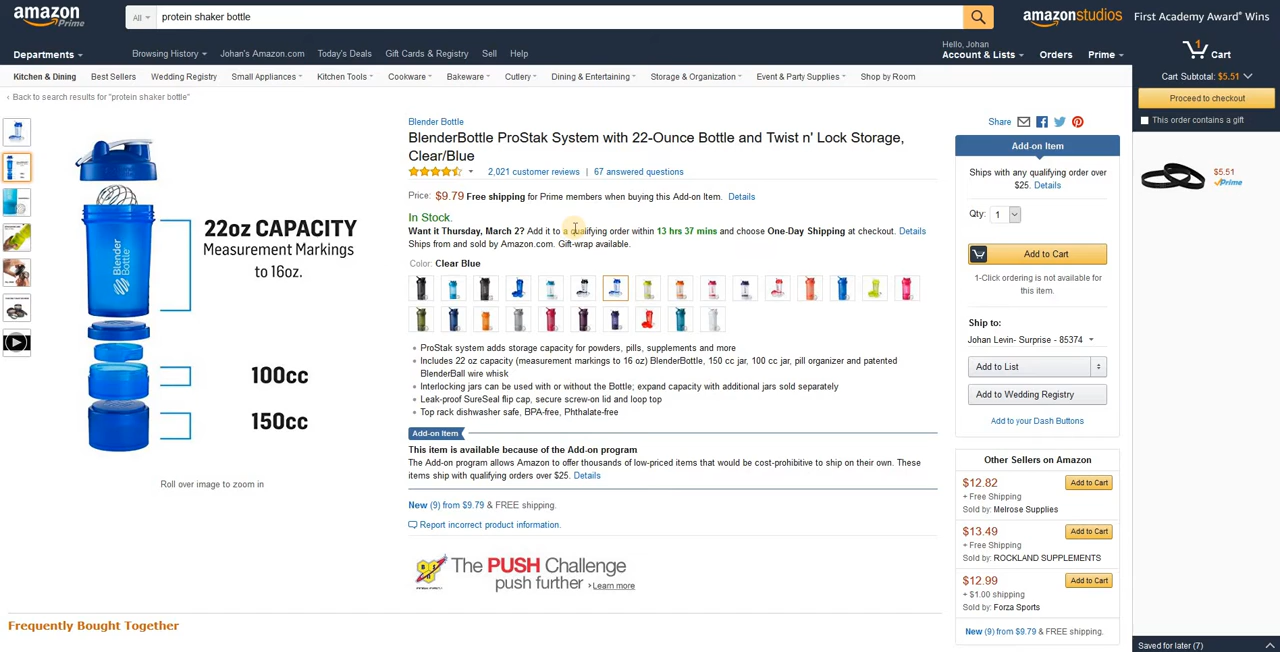 amazon Prime
All
protein shaker bottle
amazonstudios
First Academy Award® Wins
Departments
Browsing History
Johan's Amazon.com
Today's Deals
Gift Cards & Registry
Sell
Help
Hello, Johan
Account & Lists
Orders
Prime
1
Cart
Kitchen & Dining
Best Sellers
Wedding Registry
Small Appliances
Kitchen Tools
Cookware
Bakeware
Cutlery
Dining & Entertaining
Storage & Organization
Event & Party Supplies
Shop by Room
Cart Subtotal: $5.51
Proceed to checkout
This order contains a gift
$5.51
Prime
‹ Back to search results for "protein shaker bottle"
22oz CAPACITY
Measurement Markings
to 16oz.
Blender
Bottle
100cc
150cc
Roll over image to zoom in
Blender Bottle
BlenderBottle ProStak System with 22-Ounce Bottle and Twist n' Lock Storage,
Clear/Blue
2,021 customer reviews | 67 answered questions
Price: $9.79 Free shipping for Prime members when buying this Add-on Item. Details
In Stock.
Want it Thursday, March 2? Add it to a qualifying order within 13 hrs 37 mins and choose One-Day Shipping at checkout. Details
Ships from and sold by Amazon.com. Gift-wrap available.
Color: Clear Blue
• ProStak system adds storage capacity for powders, pills, supplements and more
• Includes 22 oz capacity (measurement markings to 16 oz) BlenderBottle, 150 cc jar, 100 cc jar, pill organizer and patented
BlenderBall wire whisk
• Interlocking jars can be used with or without the Bottle; expand capacity with additional jars sold separately
• Leak-proof SureSeal flip cap, secure screw-on lid and loop top
• Top rack dishwasher safe, BPA-free, Phthalate-free
Add-on Item
This item is available because of the Add-on program
The Add-on program allows Amazon to offer thousands of low-priced items that would be cost-prohibitive to ship on their own. These
items ship with qualifying orders over $25. Details
New (9) from $9.79 & FREE shipping.
Report incorrect product information.
The PUSH Challenge
push further
› Learn more
Share
Add-on Item
Ships with any qualifying order over
$25. Details
Qty: 1
Add to Cart
1-Click ordering is not available for
this item.
Ship to:
Johan Levin- Surprise - 85374
Add to List
Add to Wedding Registry
Add to your Dash Buttons
Other Sellers on Amazon
$12.82
Add to Cart
+ Free Shipping
Sold by: Melrose Supplies
$13.49
Add to Cart
+ Free Shipping
Sold by: ROCKLAND SUPPLEMENTS
$12.99
Add to Cart
+ $1.00 shipping
Sold by: Forza Sports
New (9) from $9.79 & FREE shipping.
Frequently Bought Together
Saved for later (7)